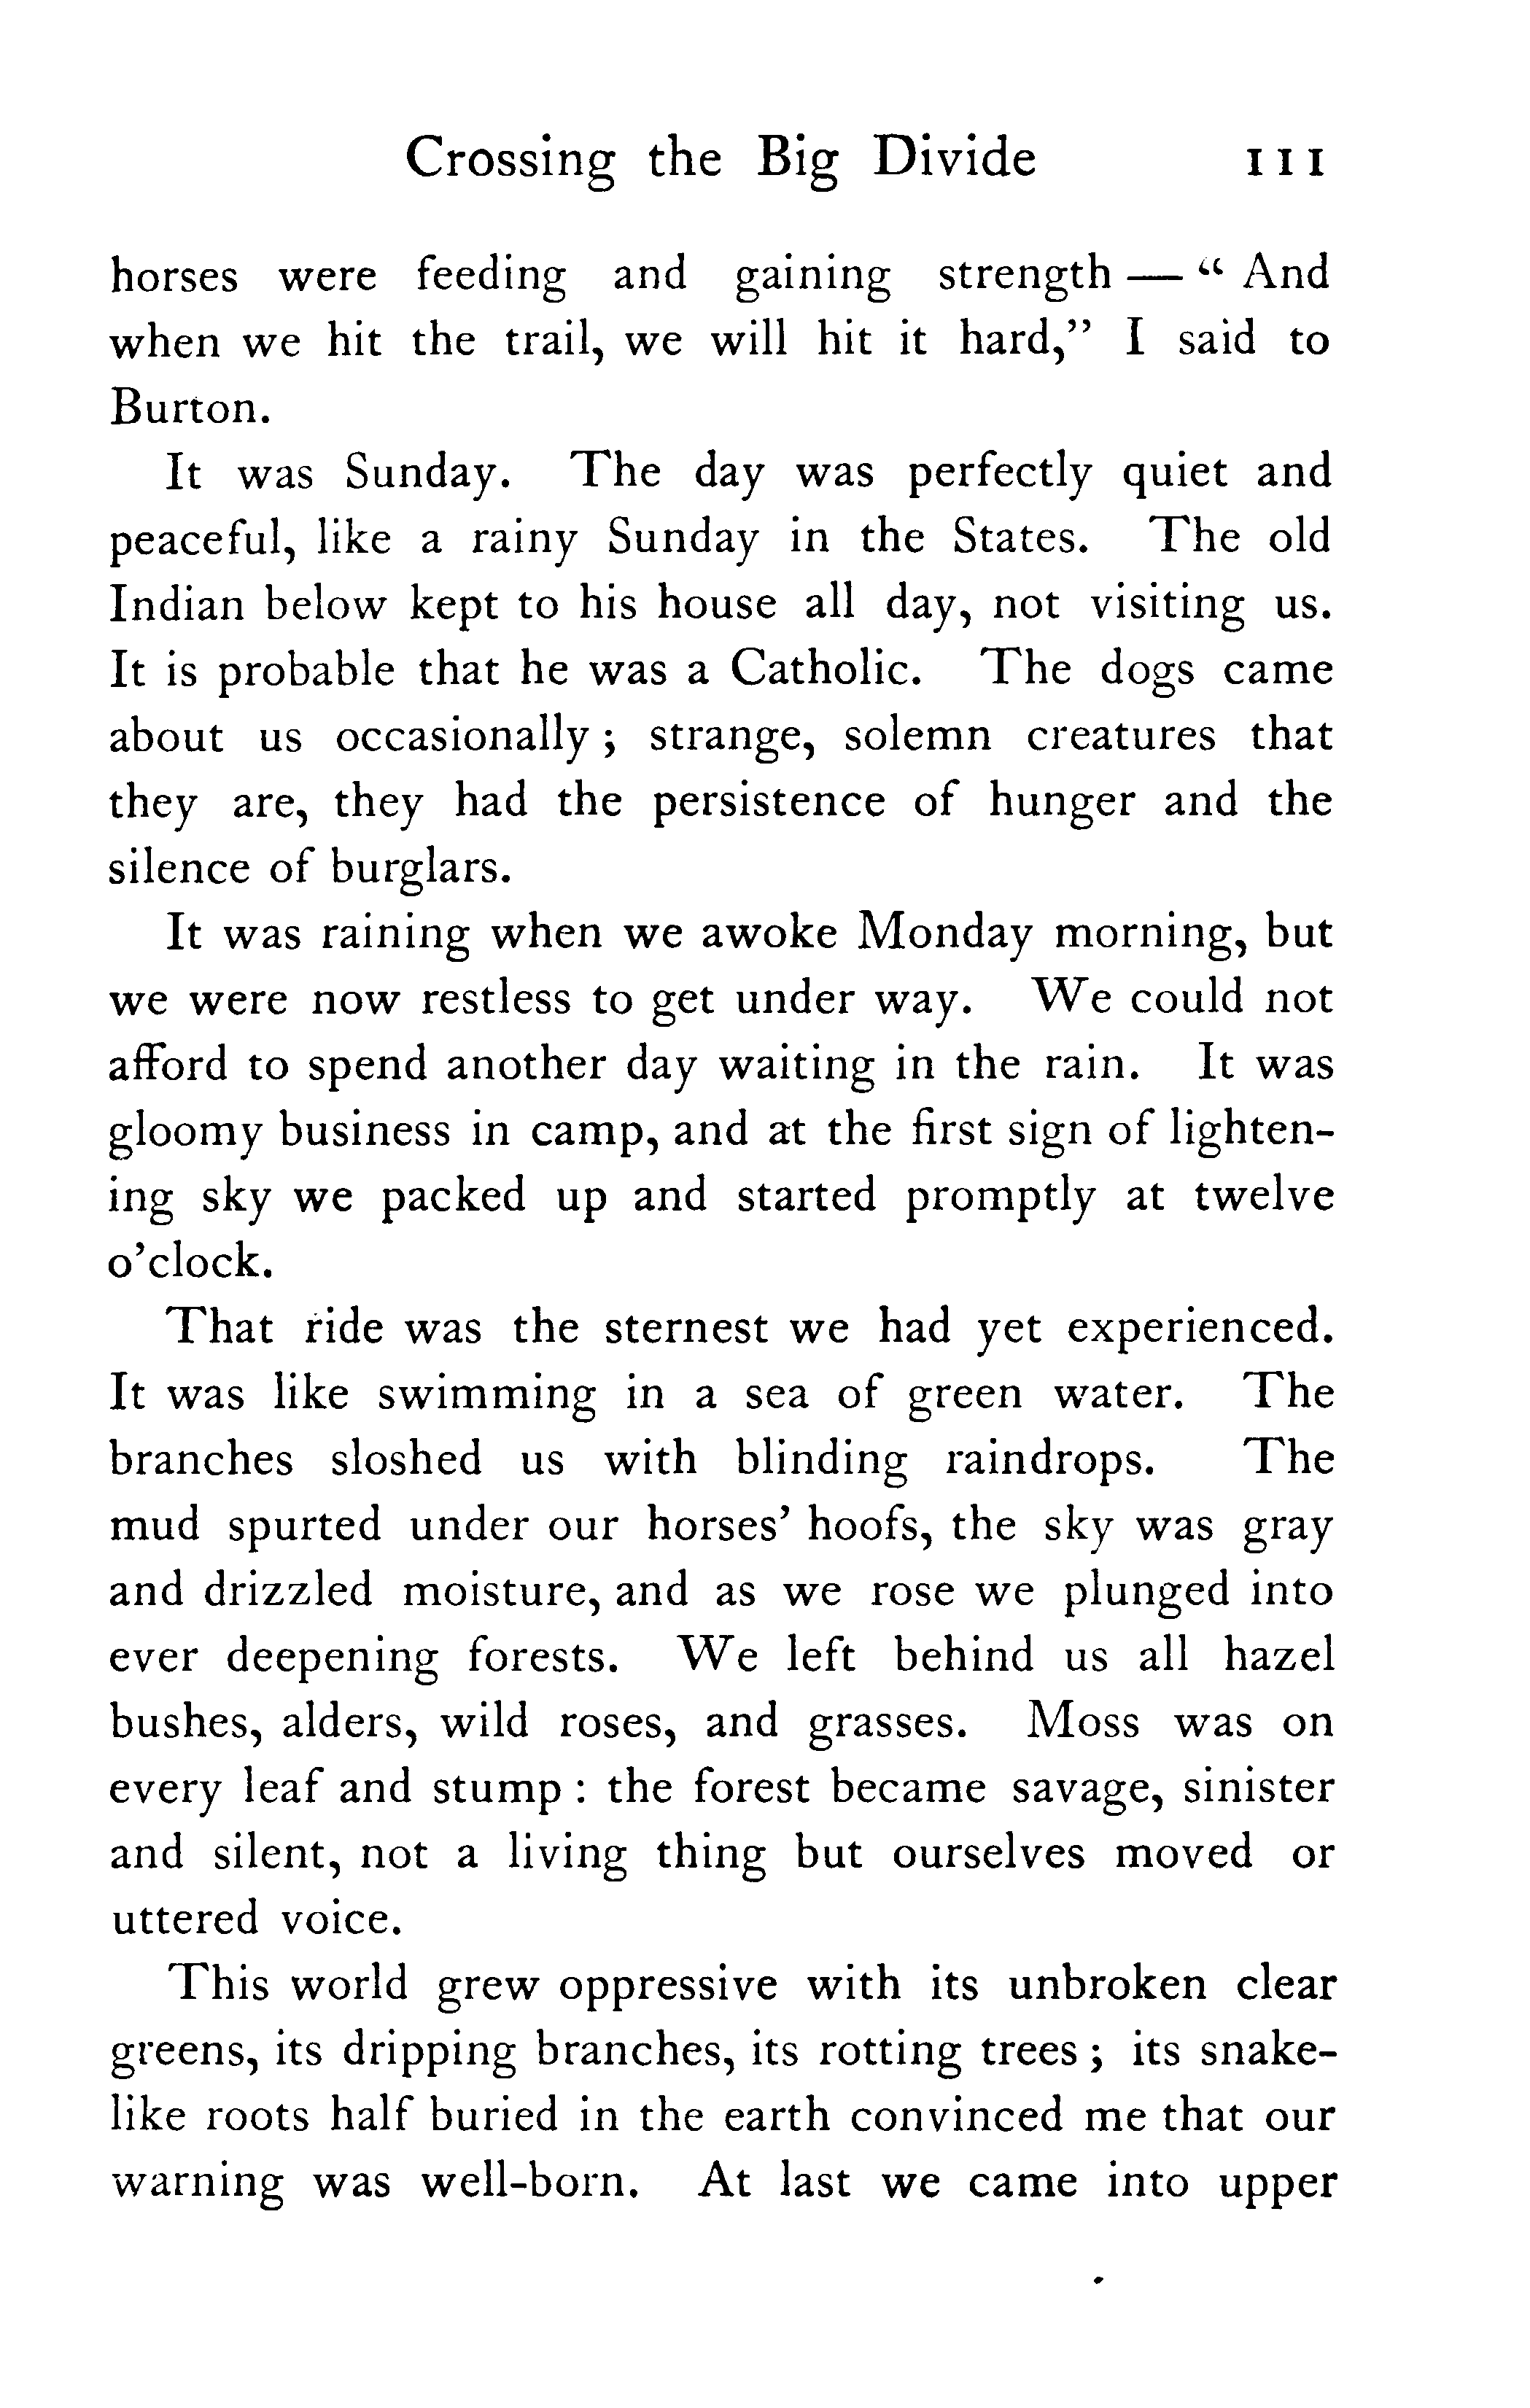 Crossing the Big Divide 111
horses were feeding and gaining strength — “ And
when we hit the trail, we will hit it hard,” I said to
Burton.
It was Sunday. The day was perfectly quiet and
peaceful, like a rainy Sunday in the States. The old
Indian below kept to his house all day, not visiting us.
It is probable that he was a Catholic. The dogs came
about us occasionally ; strange, solemn creatures that
they are, they had the persistence of hunger and the
silence of burglars.
It was raining when we awoke Monday morning, but
we were now restless to get under way. We could not
afford to spend another day waiting in the rain. It was
gloomy business in camp, and at the first sign of lighten-
ing sky we packed up and started promptly at twelve
o’clock.
That ride was the sternest we had yet experienced.
It was like swimming in a sea of green water. The
branches sloshed us with blinding raindrops. The
mud spurted under our horses’ hoofs, the sky was gray
and drizzled moisture, and as we rose we plunged into
ever deepening forests. We left behind us all hazel
bushes, alders, wild roses, and grasses. Moss was on
every leaf and stump : the forest became savage, sinister
and silent, not a living thing but ourselves moved or
uttered voice.
This world grew oppressive with its unbroken clear
greens, its dripping branches, its rotting trees ; its snake-
like roots half buried in the earth convinced me that our
warning was well-born. At last we came into upper